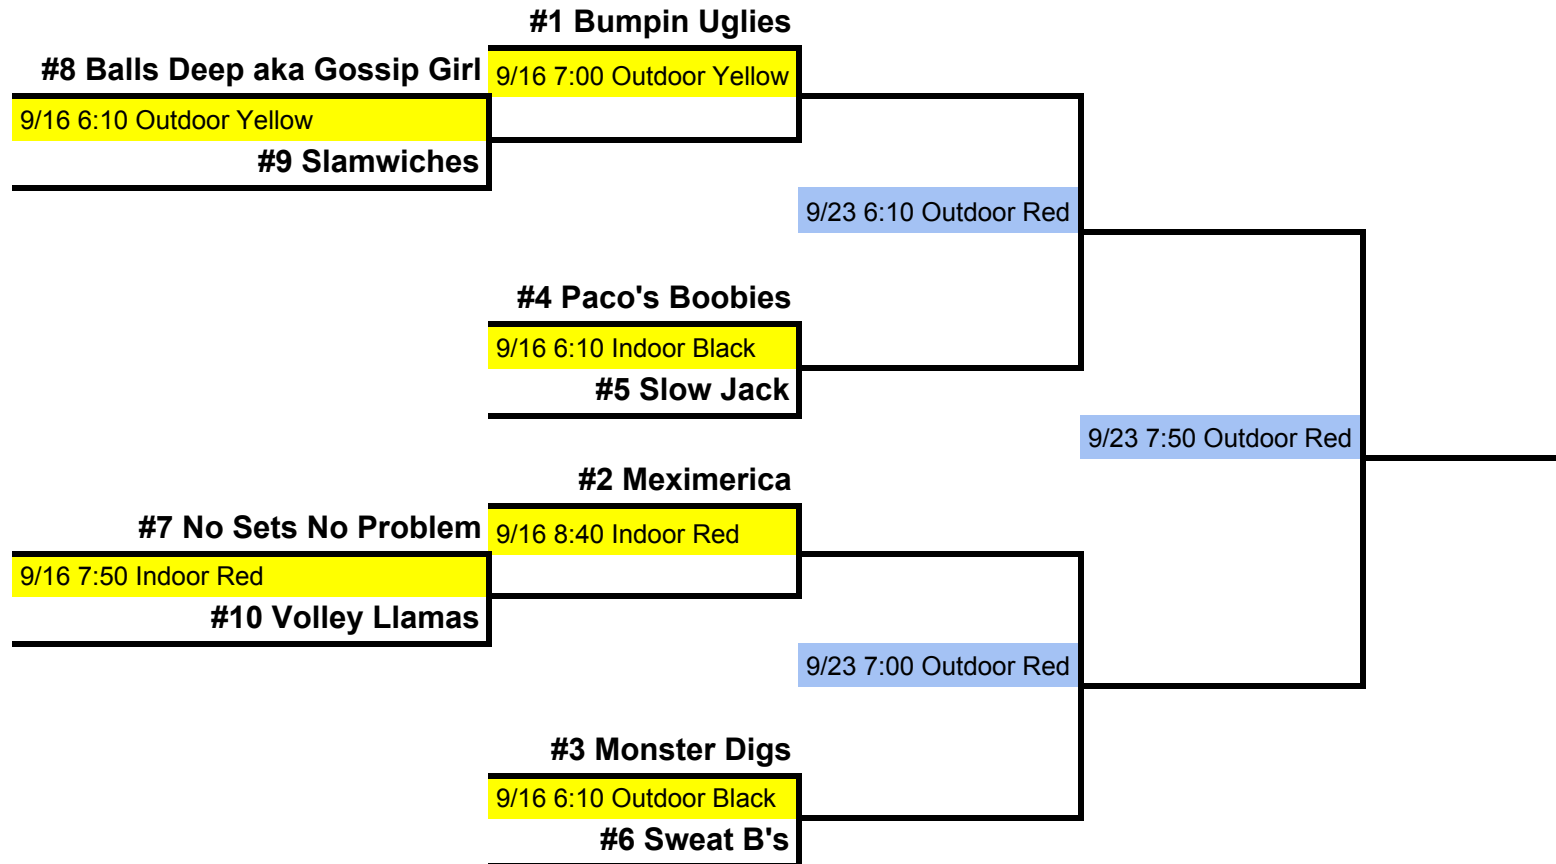 #1 Bumpin Uglies
#8 Balls Deep aka Gossip Girl
9/16 7:00 Outdoor Yellow
9/16 6:10 Outdoor Yellow
#9 Slamwiches
9/23 6:10 Outdoor Red
#4 Paco's Boobies
9/16 6:10 Indoor Black
#5 Slow Jack
9/23 7:50 Outdoor Red
#2 Meximerica
#7 No Sets No Problem
9/16 8:40 Indoor Red
9/16 7:50 Indoor Red
#10 Volley Llamas
9/23 7:00 Outdoor Red
#3 Monster Digs
9/16 6:10 Outdoor Black
#6 Sweat B's